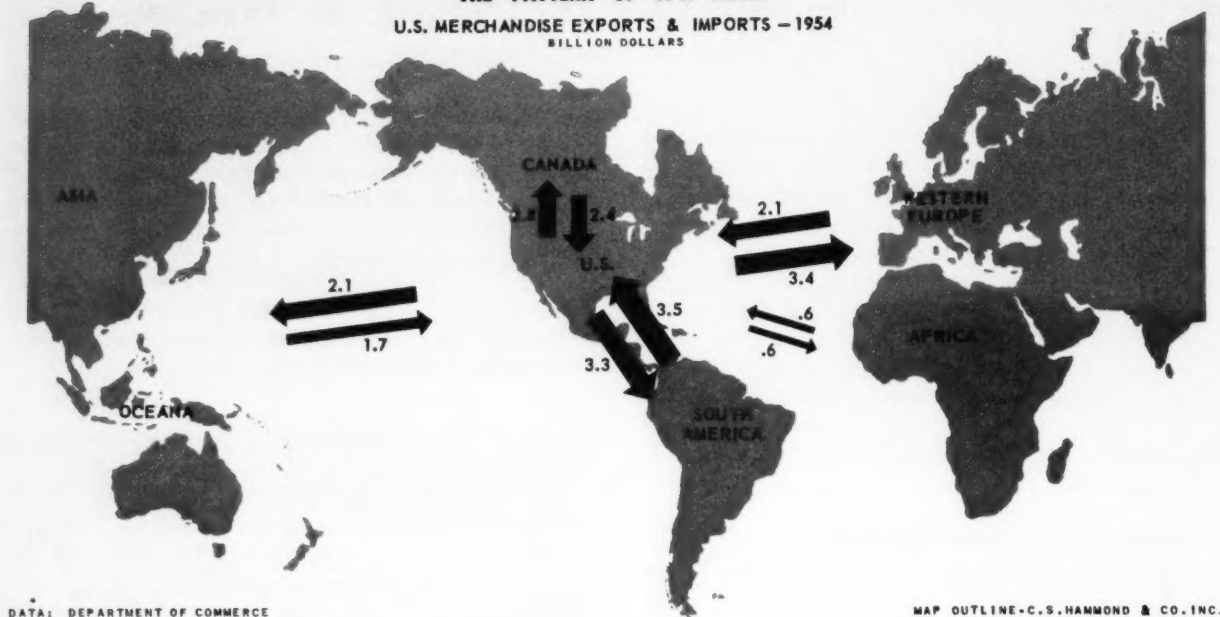 U.S. MERCHANDISE EXPORTS & IMPORTS – 1954
BILLION DOLLARS
CANADA
ASIA
WESTERN
EUROPE
2.4
2.1
U.S.
3.4
2.1
3.5
.6
1.7
AFRICA
.6
3.3
OCEANA
SOUTH
AMERICA
DATA: DEPARTMENT OF COMMERCE
MAP OUTLINE-C.S.HAMMOND & CO.INC.